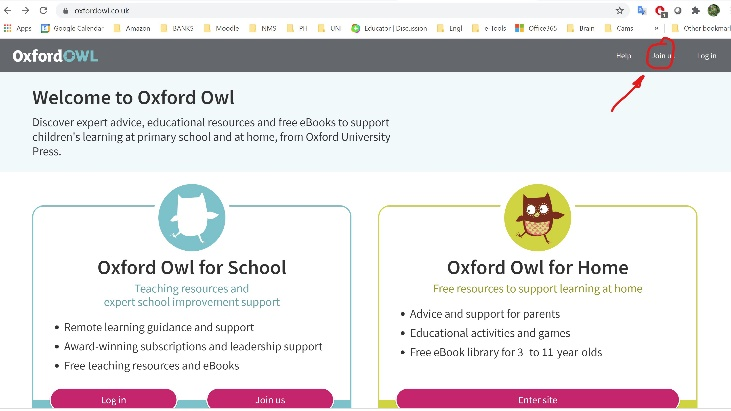 oxfordowl.co.uk
Apps Google Calendar Amazon BANKS Moodle NMS PH UNI Educator | Discussion Engl e-Tools Office365 Brain Cams » Other bookmar
OxfordOWL Help Join u Log in
Welcome to Oxford Owl
Discover expert advice, educational resources and free eBooks to support
children's learning at primary school and at home, from Oxford University
Press.
Oxford Owl for School
Teaching resources and
expert school improvement support
• Remote learning guidance and support
• Award-winning subscriptions and leadership support
• Free teaching resources and eBooks
Log in Join us
Oxford Owl for Home
Free resources to support learning at home
• Advice and support for parents
• Educational activities and games
• Free eBook library for 3 to 11 year olds
Enter site